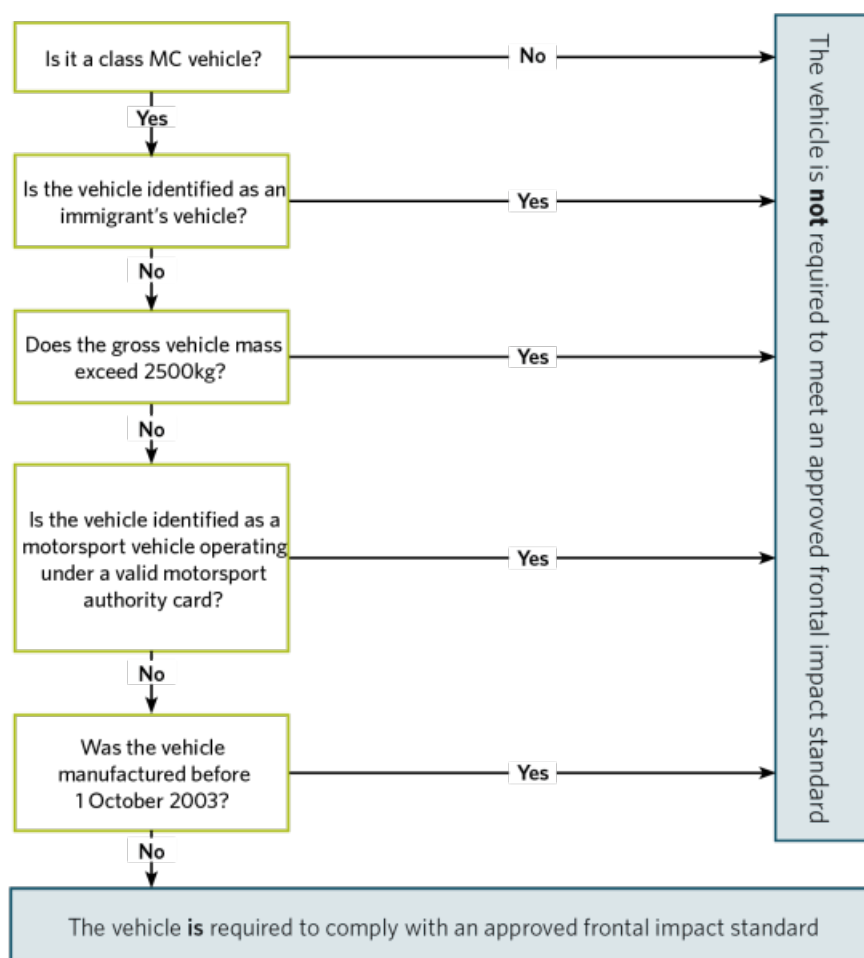 Is it a class MC vehicle?
No
Yes
Is the vehicle identified as an
immigrant's vehicle?
Yes
No
Does the gross vehicle mass
exceed 2500kg?
Yes
No
Is the vehicle identified as a
motorsport vehicle operating
under a valid motorsport
authority card?
Yes
No
Was the vehicle
manufactured before
1 October 2003?
Yes
No
The vehicle is not required to meet an approved frontal impact standard
The vehicle is required to comply with an approved frontal impact standard